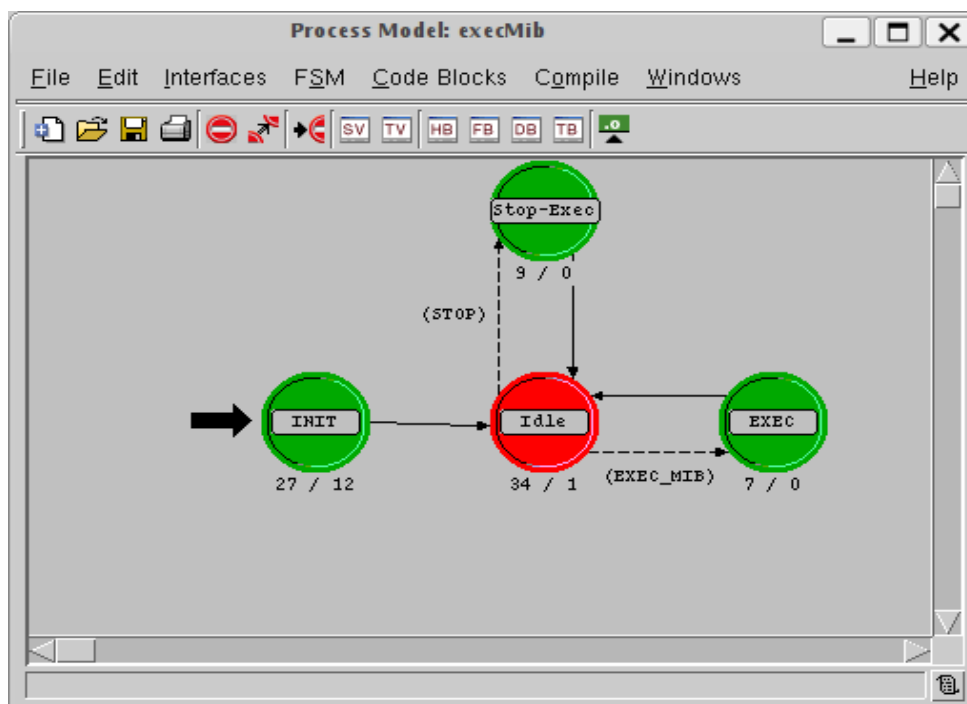 Process Model: execMib
File Edit Interfaces FSM Code Blocks Compile Windows Help
SV TV HB FB DB TB .o
Stop-Exec
9 / 0
(STOP)
INIT
Idle
EXEC
27 / 12
34 / 1
(EXEC_MIB)
7 / 0